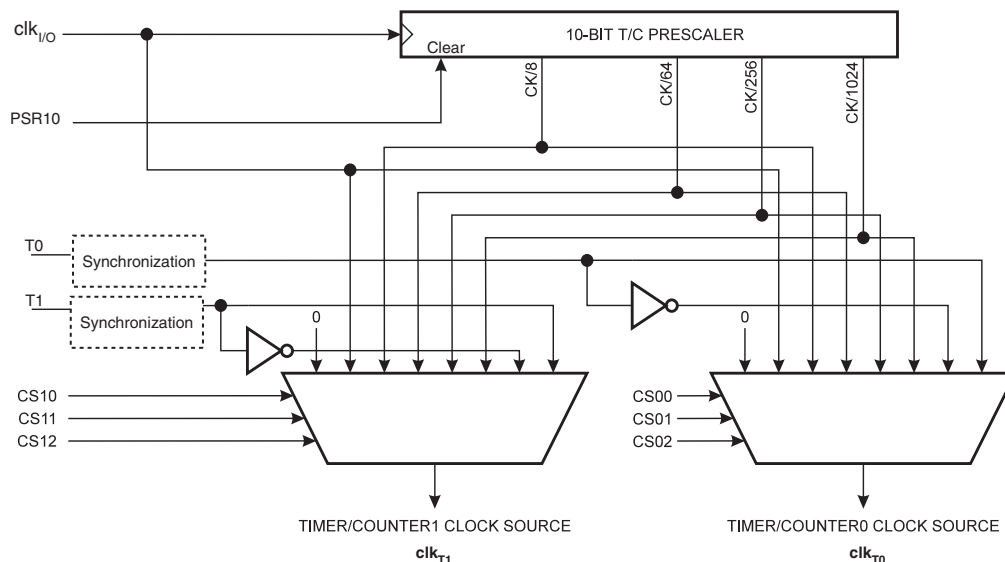 clkI/O
10-BIT T/C PRESCALER
Clear
CK/8
CK/64
CK/256
CK/1024
PSR10
T0
Synchronization
T1
Synchronization
0
0
CS10
CS11
CS12
CS00
CS01
CS02
TIMER/COUNTER1 CLOCK SOURCE
clkT1
TIMER/COUNTER0 CLOCK SOURCE
clkT0